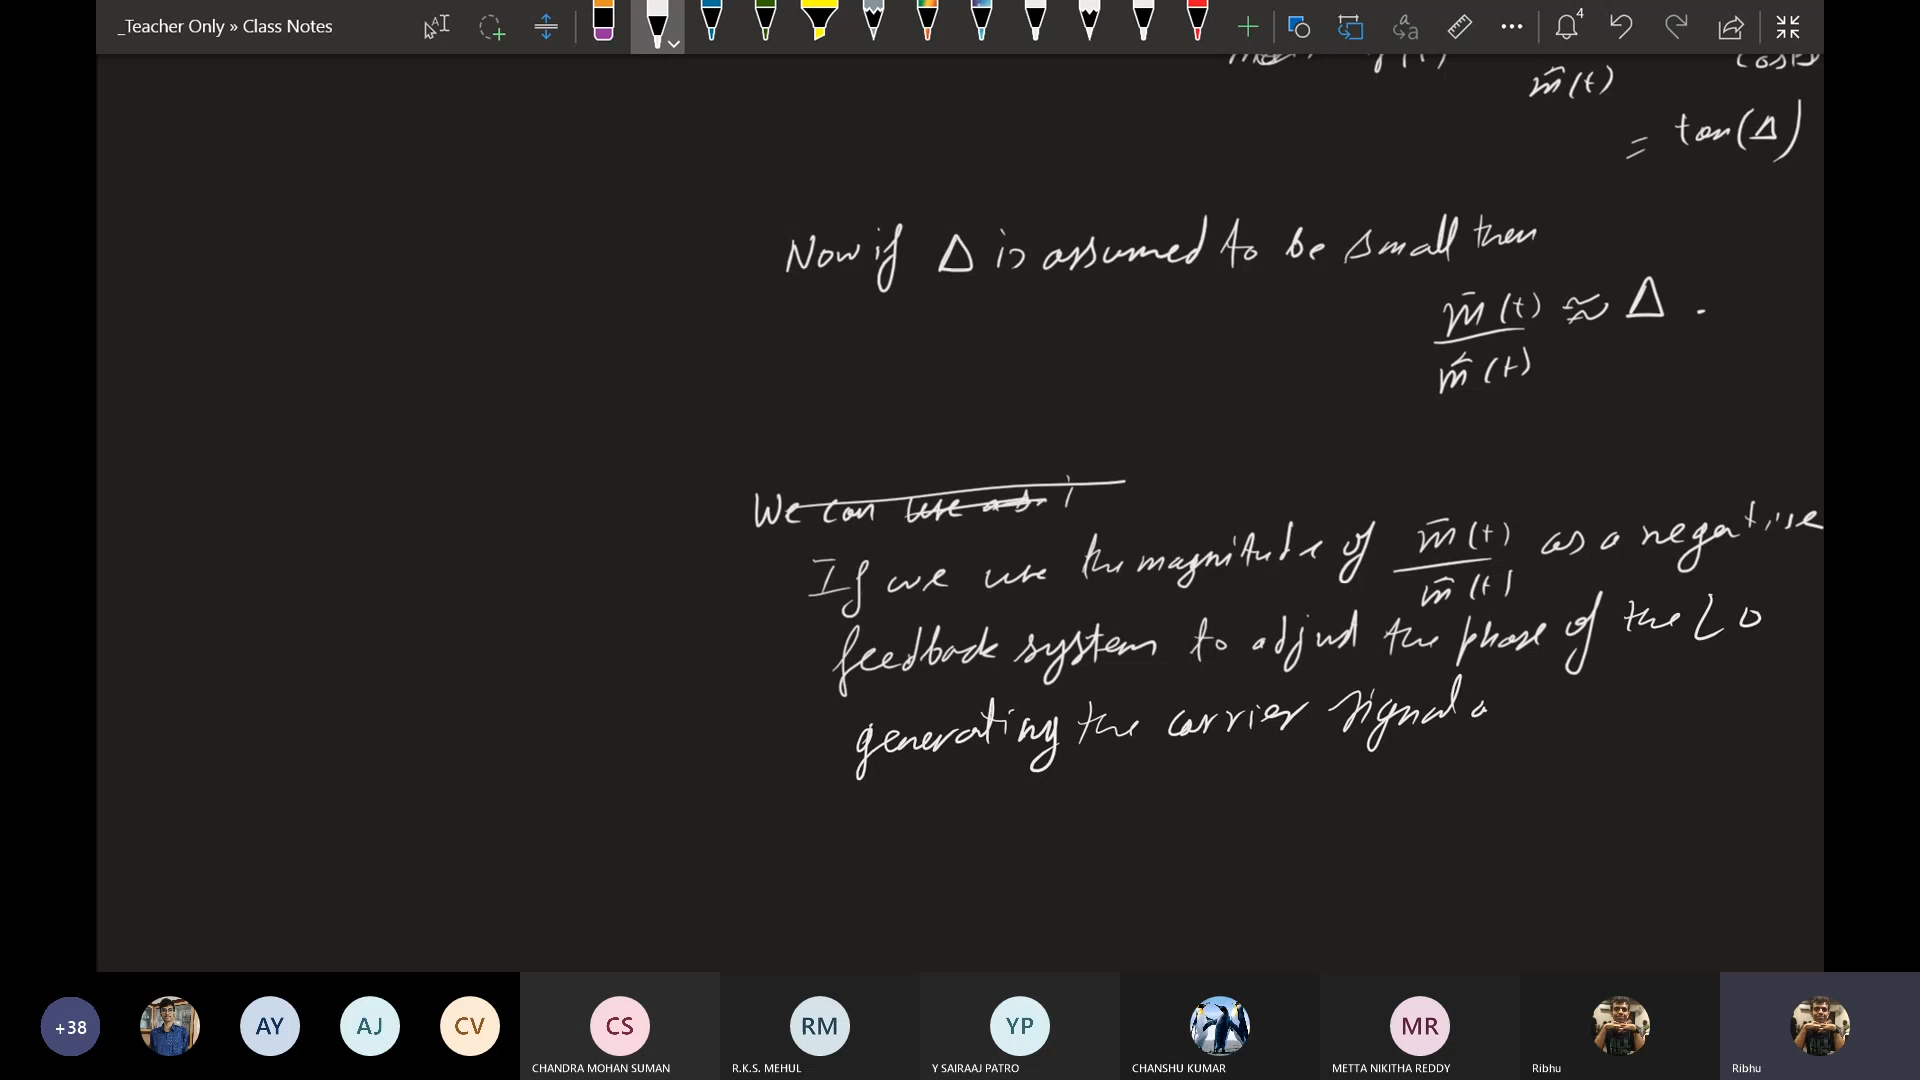 _Teacher Only » Class Notes
4
m̂(t)
= tan(Δ)
Now if Δ is assumed to be small then
m̄(t) / m̂(t) ≈ Δ .
We can use as i
If we use the magnitude of m̄(t) / m̂(t) as a negative
feedback system to adjust the phase of the LO
generating the carrier signal
+38 AY AJ CV CS RM YP MR
CHANDRA MOHAN SUMAN R.K.S. MEHUL Y SAIRAAJ PATRO CHANSHU KUMAR METTA NIKITHA REDDY Ribhu Ribhu